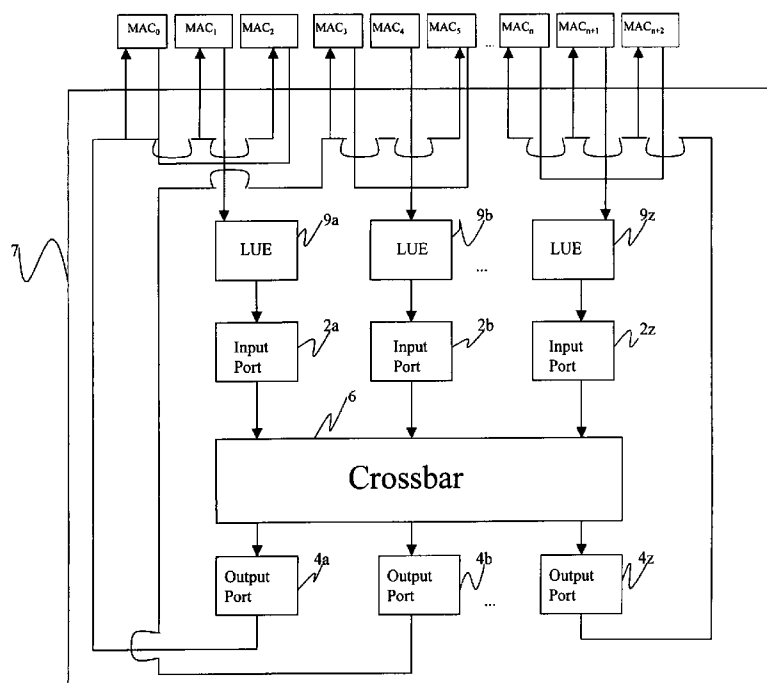 MAC₀ MAC₁ MAC₂ MAC₃ MAC₄ MAC₅ ... MACₙ MACₙ₊₁ MACₙ₊₂
7
9a 9b 9z
LUE LUE ... LUE
2a 2b 2z
Input Port
Input Port
Input Port
6
Crossbar
4a 4b 4z
Output Port
Output Port
...
Output Port